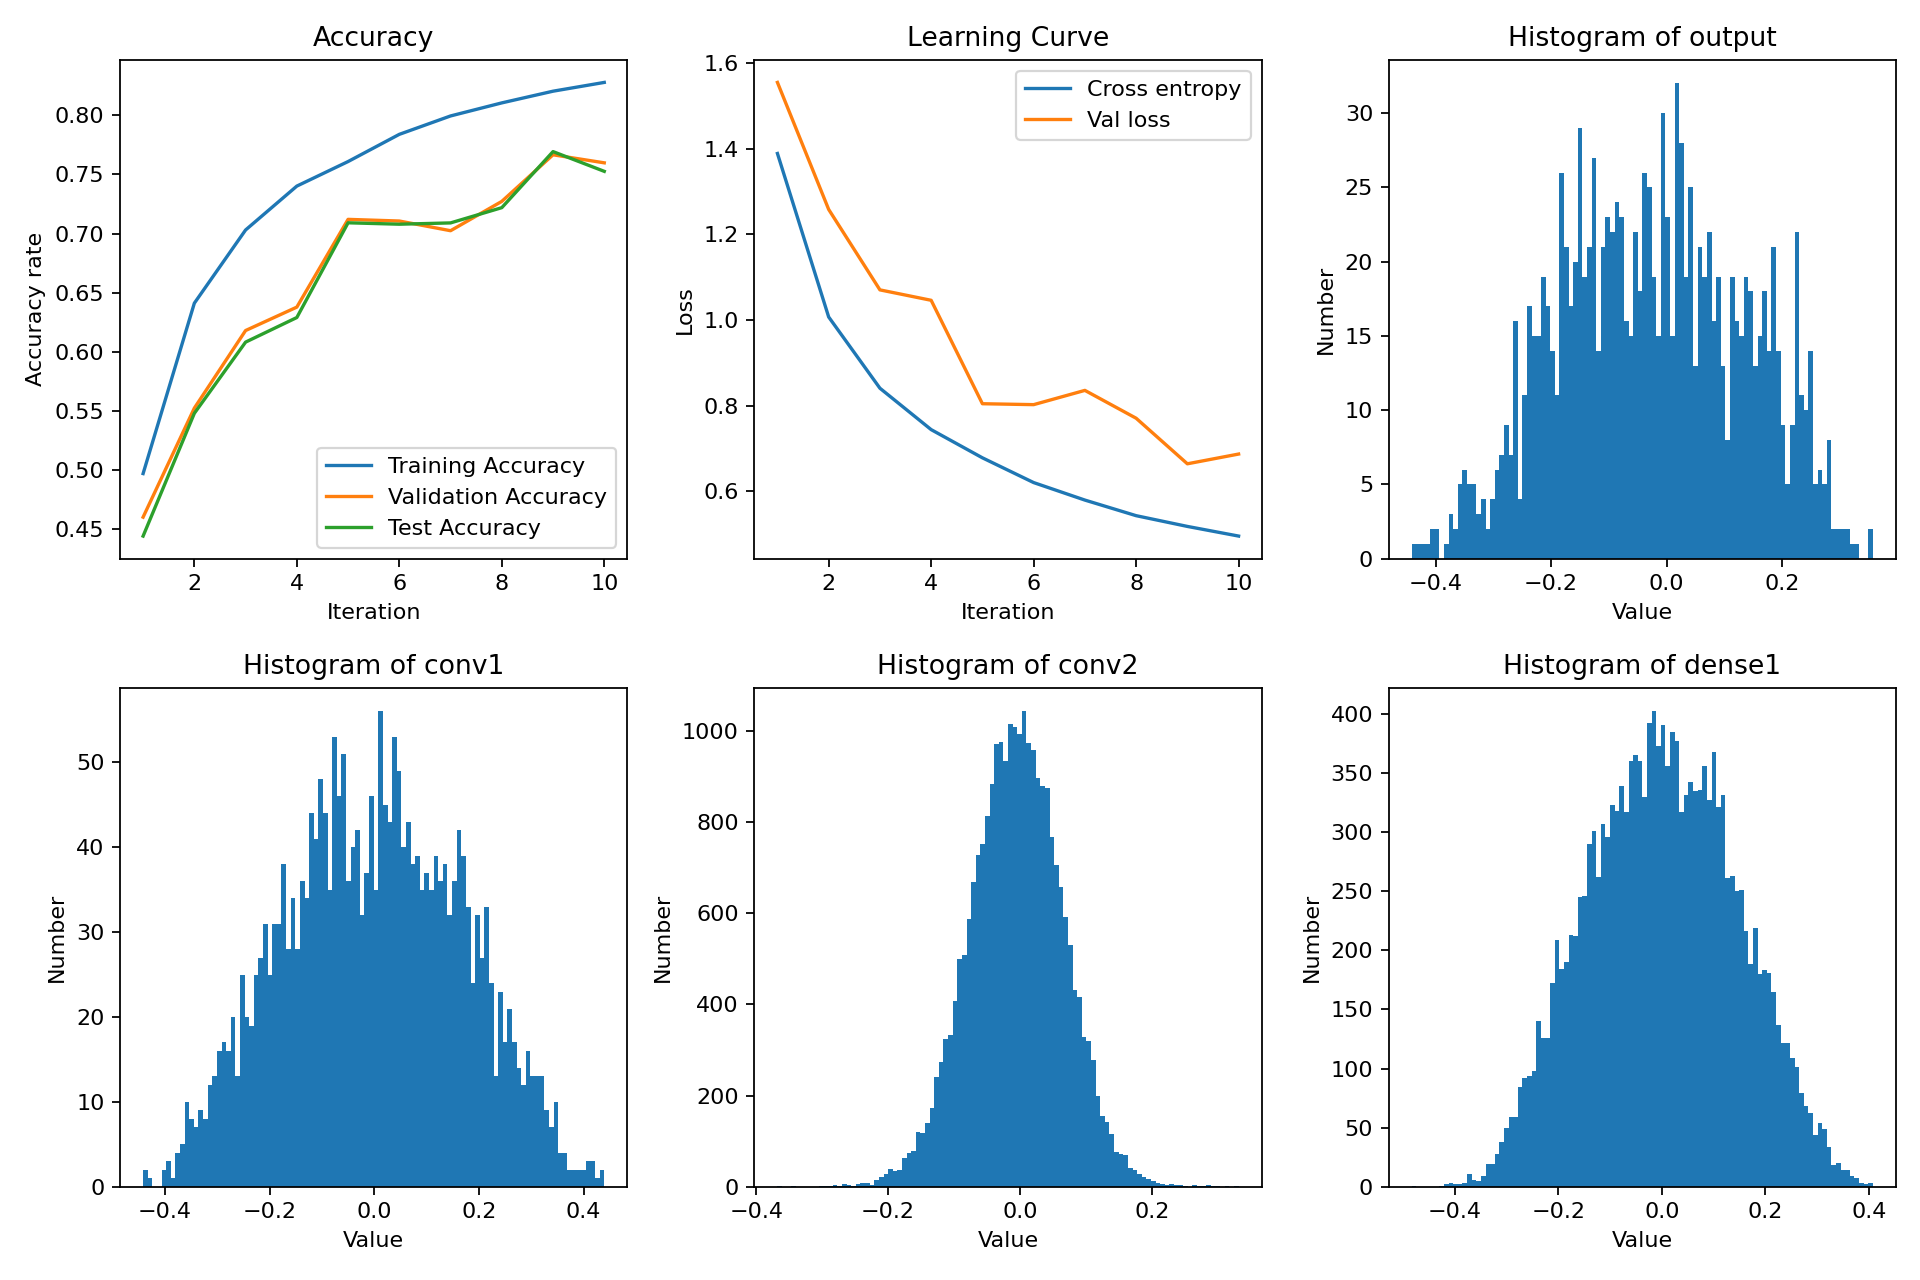 Accuracy
Accuracy rate
0.80
0.75
0.70
0.65
0.60
0.55
0.50
0.45
Training Accuracy
Validation Accuracy
Test Accuracy
2 4 6 8 10
Iteration
Learning Curve
Loss
1.6
1.4
1.2
1.0
0.8
0.6
Cross entropy
Val loss
2 4 6 8 10
Iteration
Histogram of output
Number
30
25
20
15
10
5
0
−0.4 −0.2 0.0 0.2
Value
Histogram of conv1
Number
50
40
30
20
10
0
−0.4 −0.2 0.0 0.2 0.4
Value
Histogram of conv2
Number
1000
800
600
400
200
0
−0.4 −0.2 0.0 0.2
Value
Histogram of dense1
Number
400
350
300
250
200
150
100
50
0
−0.4 −0.2 0.0 0.2 0.4
Value